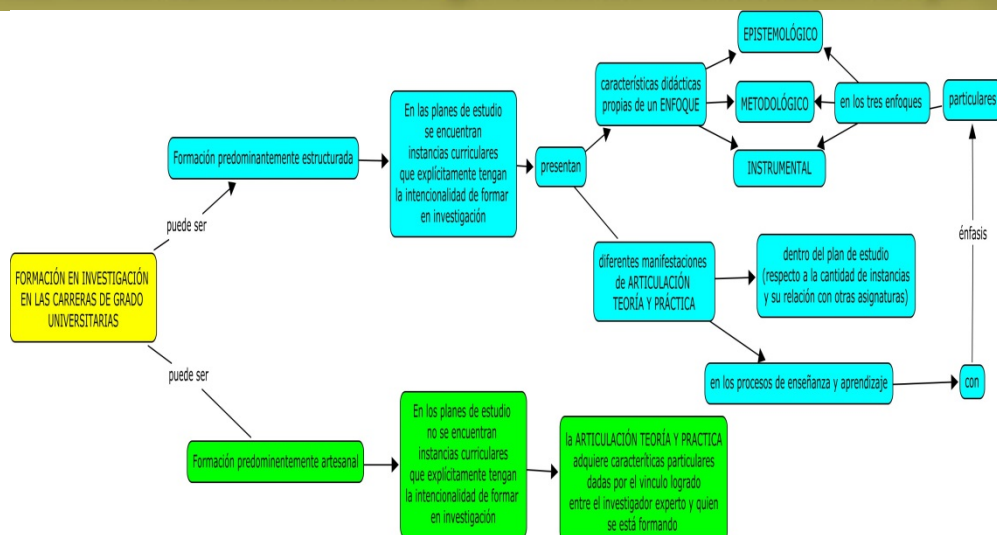 FORMACIÓN EN INVESTIGACIÓN
EN LAS CARRERAS DE GRADO
UNIVERSITARIAS
puede ser
Formación predominantemente estructurada
En las planes de estudio
se encuentran
instancias curriculares
que explícitamente tengan
la intencionalidad de formar
en investigación
presentan
características didácticas
propias de un ENFOQUE
EPISTEMOLÓGICO
METODOLÓGICO
INSTRUMENTAL
en los tres enfoques
particulares
énfasis
diferentes manifestaciones
de ARTICULACIÓN
TEORÍA Y PRÁCTICA
dentro del plan de estudio
(respecto a la cantidad de instancias
y su relación con otras asignaturas)
en los procesos de enseñanza y aprendizaje
con
puede ser
Formación predominentemente artesanal
En los planes de estudio
no se encuentran
instancias curriculares
que explícitamente tengan
la intencionalidad de formar
en investigación
la ARTICULACIÓN TEORÍA Y PRACTICA
adquiere caracteríticas particulares
dadas por el vínculo logrado
entre el investigador experto y quien
se está formando